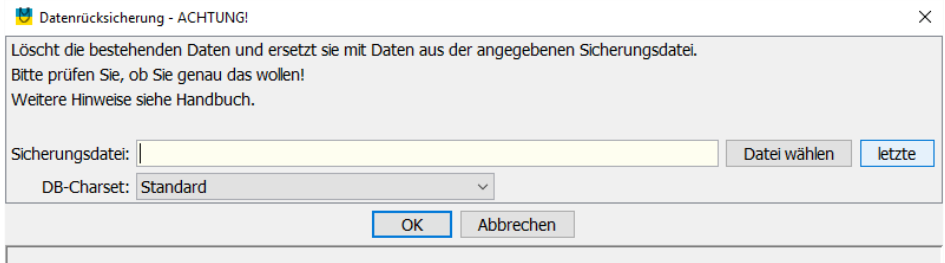 Datenrücksicherung - ACHTUNG!
Löscht die bestehenden Daten und ersetzt sie mit Daten aus der angegebenen Sicherungsdatei.
Bitte prüfen Sie, ob Sie genau das wollen!
Weitere Hinweise siehe Handbuch.
Sicherungsdatei: Datei wählen letzte
DB-Charset: Standard
OK Abbrechen